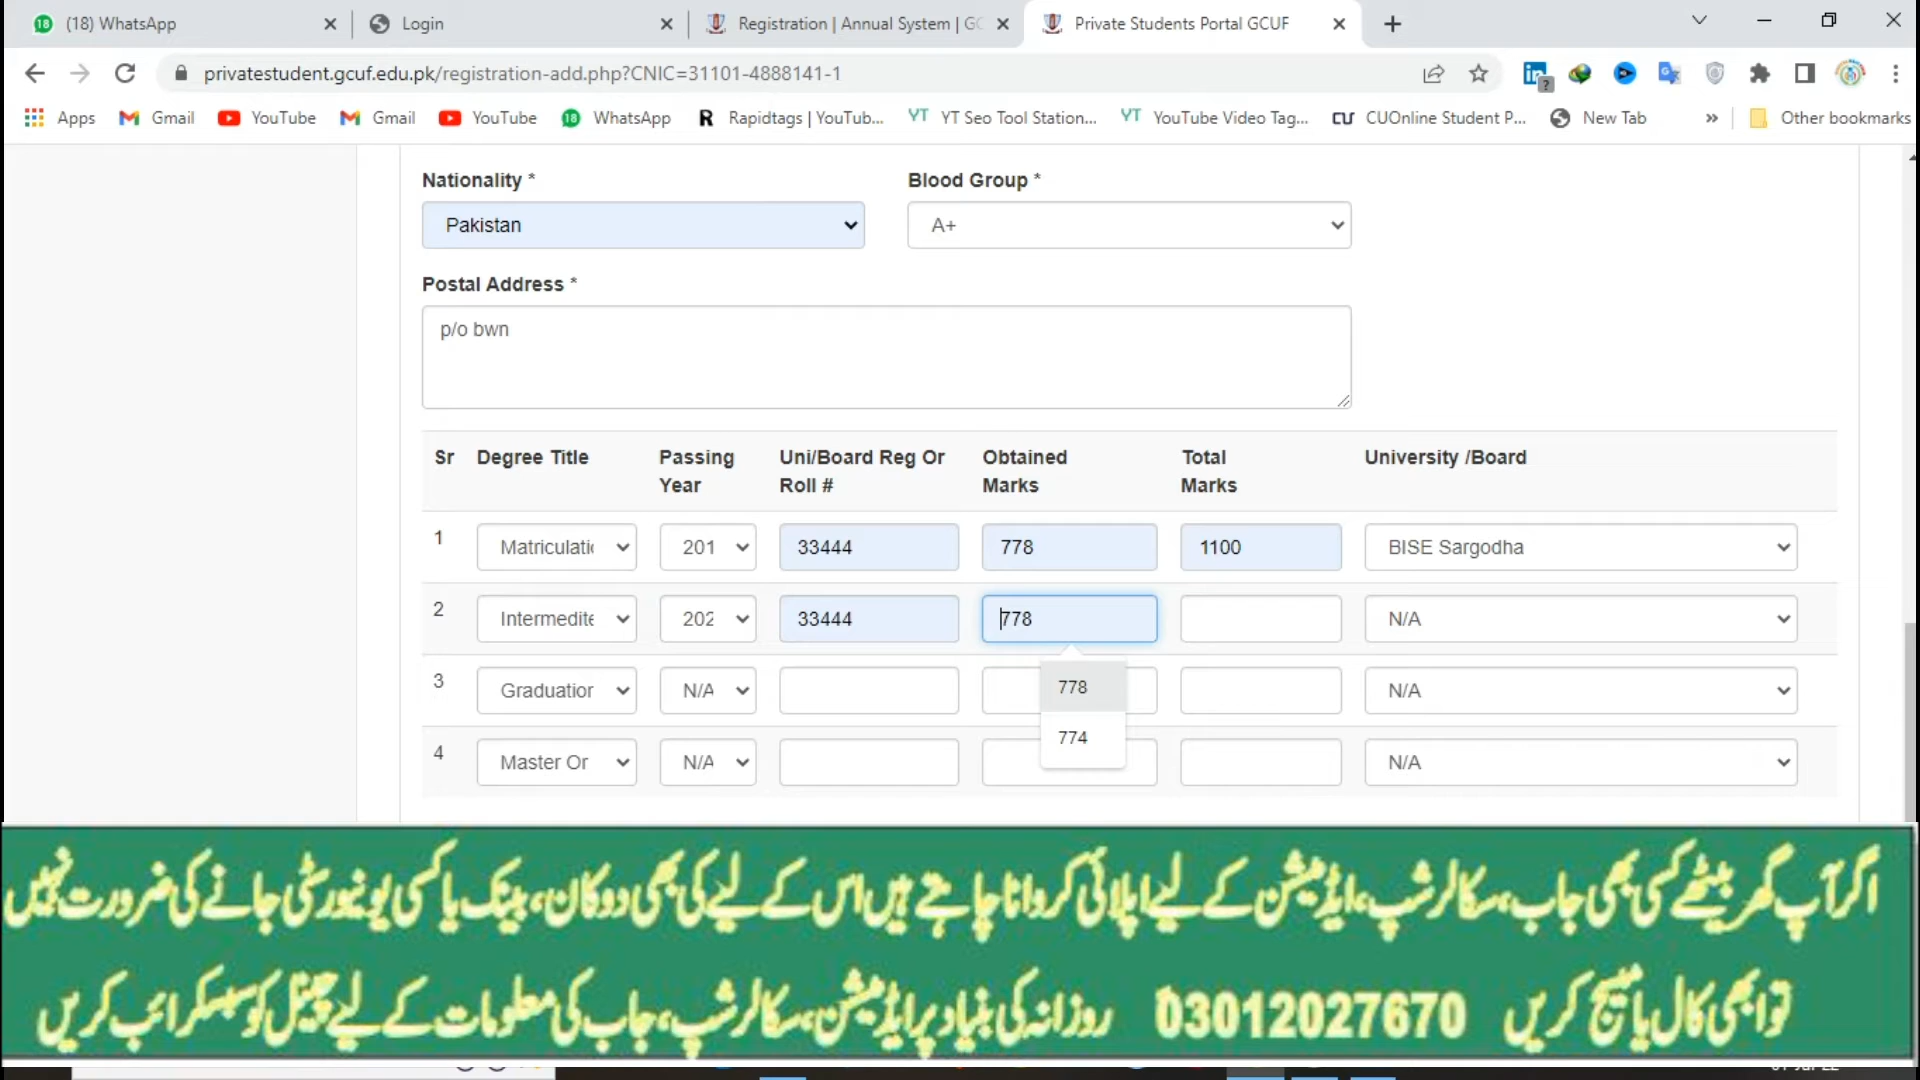 (18) WhatsApp
Login
Registration | Annual System | GC
Private Students Portal GCUF
privatestudent.gcuf.edu.pk/registration-add.php?CNIC=31101-4888141-1
Apps
Gmail
YouTube
Gmail
YouTube
WhatsApp
Rapidtags | YouTub...
YT Seo Tool Station...
YouTube Video Tag...
CUOnline Student P...
New Tab
»
Other bookmarks
Nationality *
Blood Group *
Pakistan
A+
Postal Address *
p/o bwn
Sr Degree Title Passing Year Uni/Board Reg Or Roll # Obtained Marks Total Marks University /Board
1 Matriculati 201 33444 778 1100 BISE Sargodha
2 Intermedite 202 33444 778 N/A
3 Graduation N/A N/A
4 Master Or N/A N/A
778
774
اگر آپ گھر بیٹھے کسی بھی جاب، سکالرشپ، ایڈمیشن کے لیے اپلائی کروانا چاہتے ہیں اس کے لیے کی بھی دوکان، بینک یا کسی یونیورسٹی جانے کی ضرورت نہیں
تو ابھی کال یا میسج کریں 03012027670 روزانہ کی بنیاد پر ایڈمیشن، سکالرشپ، جاب کی معلومات کے لیے چینل کو سبسکرائب کریں